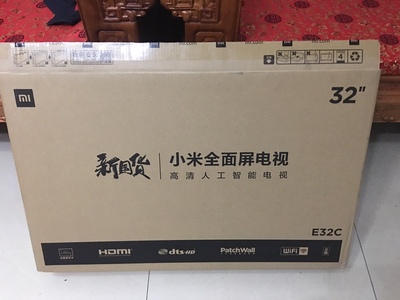 mi
32"
新国货
小米全面屏电视
高清人工智能电视
E32C
HDMI
dts-HD
PatchWall
WiFi
4